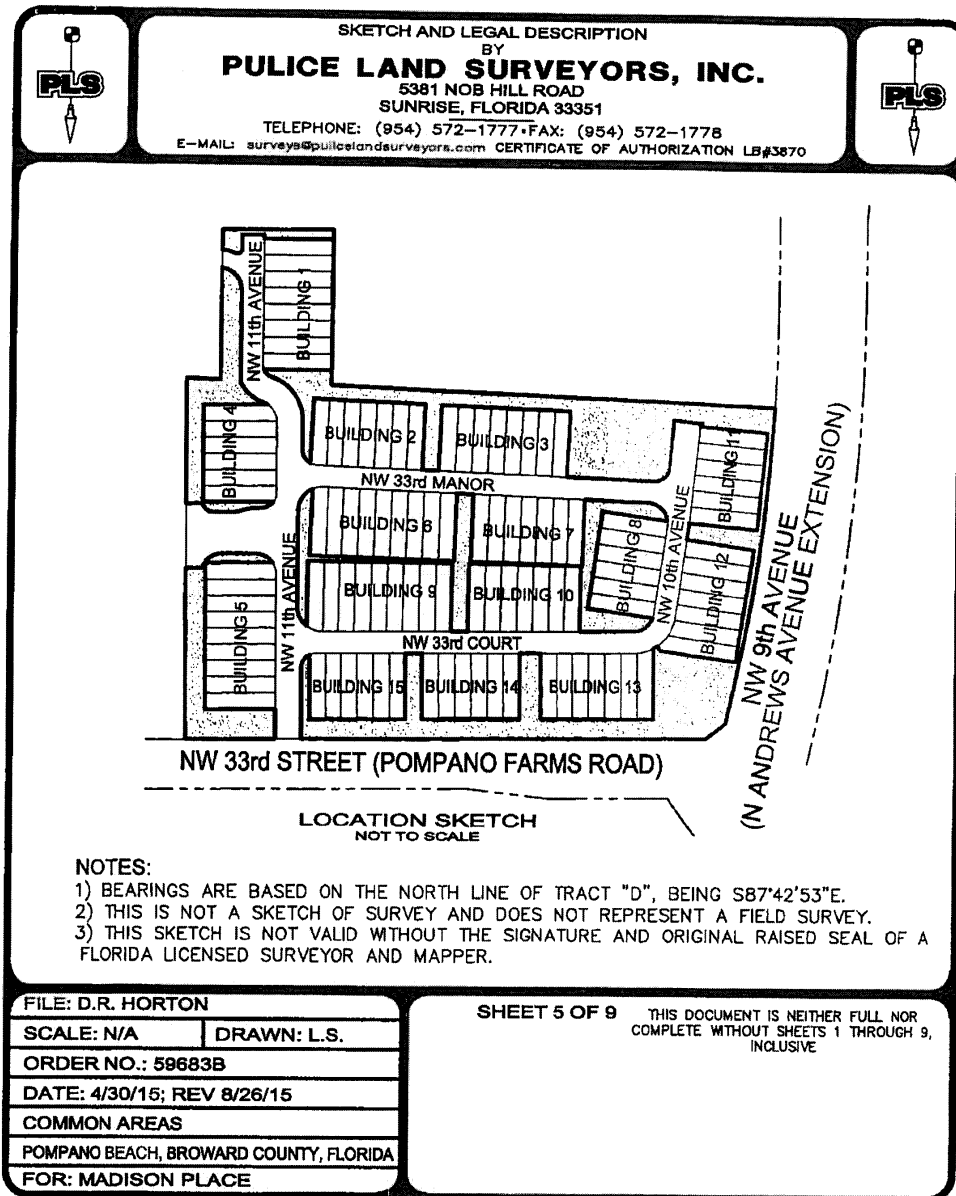 PLS
SKETCH AND LEGAL DESCRIPTION
BY
PULICE LAND SURVEYORS, INC.
5381 NOB HILL ROAD
SUNRISE, FLORIDA 33351
TELEPHONE: (954) 572-1777•FAX: (954) 572-1778
E-MAIL: surveys@pulicelandsurveyors.com CERTIFICATE OF AUTHORIZATION LB#3870
PLS
NW 11th AVENUE
BUILDING 1
BUILDING 4
BUILDING 2
BUILDING 3
BUILDING 11
NW 33rd MANOR
BUILDING 6
BUILDING 7
BUILDING 8
NW 10th AVENUE
BUILDING 12
NW 11th AVENUE
BUILDING 9
BUILDING 10
BUILDING 5
NW 33rd COURT
BUILDING 15
BUILDING 14
BUILDING 13
NW 9th AVENUE
(N ANDREWS AVENUE EXTENSION)
NW 33rd STREET (POMPANO FARMS ROAD)
LOCATION SKETCH
NOT TO SCALE
NOTES:
1) BEARINGS ARE BASED ON THE NORTH LINE OF TRACT "D", BEING S87°42'53"E.
2) THIS IS NOT A SKETCH OF SURVEY AND DOES NOT REPRESENT A FIELD SURVEY.
3) THIS SKETCH IS NOT VALID WITHOUT THE SIGNATURE AND ORIGINAL RAISED SEAL OF A
FLORIDA LICENSED SURVEYOR AND MAPPER.
FILE: D.R. HORTON
SCALE: N/A DRAWN: L.S.
ORDER NO.: 59683B
DATE: 4/30/15; REV 8/26/15
COMMON AREAS
POMPANO BEACH, BROWARD COUNTY, FLORIDA
FOR: MADISON PLACE
SHEET 5 OF 9
THIS DOCUMENT IS NEITHER FULL NOR
COMPLETE WITHOUT SHEETS 1 THROUGH 9,
INCLUSIVE